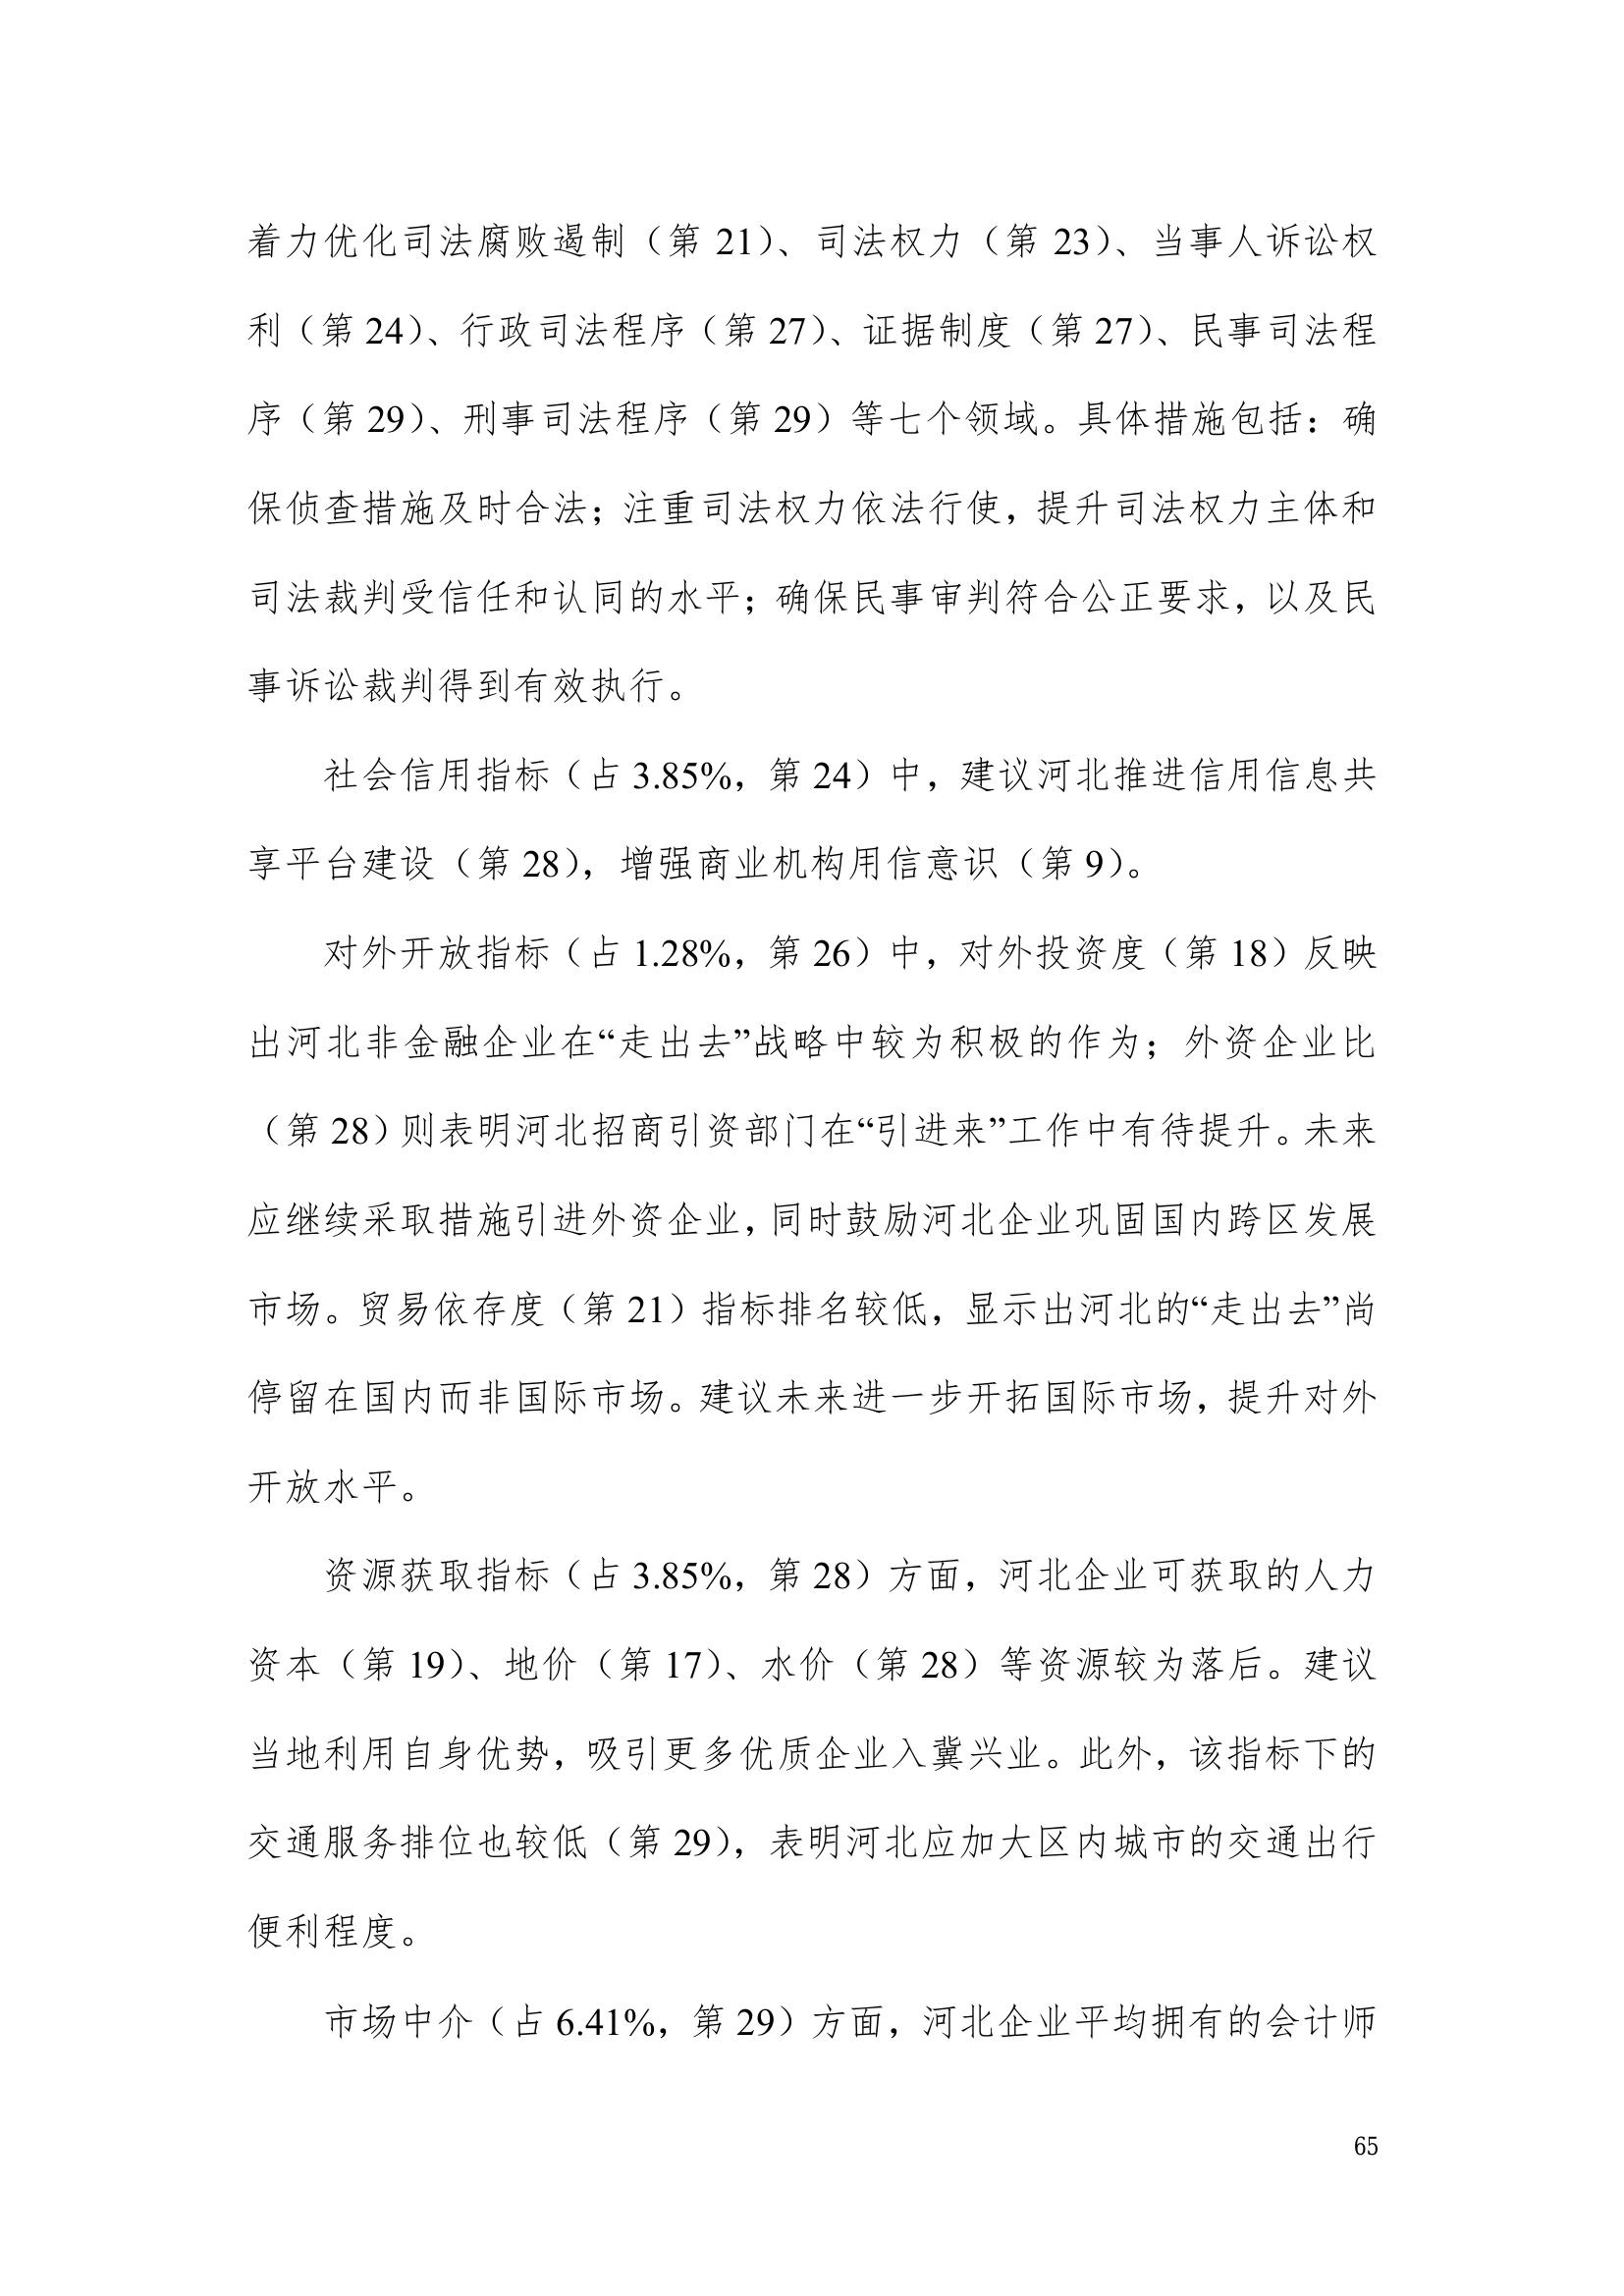 着力优化司法腐败遏制（第 21）、司法权力（第 23）、当事人诉讼权
利（第 24）、行政司法程序（第 27）、证据制度（第 27）、民事司法程
序（第 29）、刑事司法程序（第 29）等七个领域。具体措施包括：确
保侦查措施及时合法；注重司法权力依法行使，提升司法权力主体和
司法裁判受信任和认同的水平；确保民事审判符合公正要求，以及民
事诉讼裁判得到有效执行。
社会信用指标（占 3.85%，第 24）中，建议河北推进信用信息共
享平台建设（第 28），增强商业机构用信意识（第 9）。
对外开放指标（占 1.28%，第 26）中，对外投资度（第 18）反映
出河北非金融企业在“走出去”战略中较为积极的作为；外资企业比
（第 28）则表明河北招商引资部门在“引进来”工作中有待提升。未来
应继续采取措施引进外资企业，同时鼓励河北企业巩固国内跨区发展
市场。贸易依存度（第 21）指标排名较低，显示出河北的“走出去”尚
停留在国内而非国际市场。建议未来进一步开拓国际市场，提升对外
开放水平。
资源获取指标（占 3.85%，第 28）方面，河北企业可获取的人力
资本（第 19）、地价（第 17）、水价（第 28）等资源较为落后。建议
当地利用自身优势，吸引更多优质企业入冀兴业。此外，该指标下的
交通服务排位也较低（第 29），表明河北应加大区内城市的交通出行
便利程度。
市场中介（占 6.41%，第 29）方面，河北企业平均拥有的会计师
65